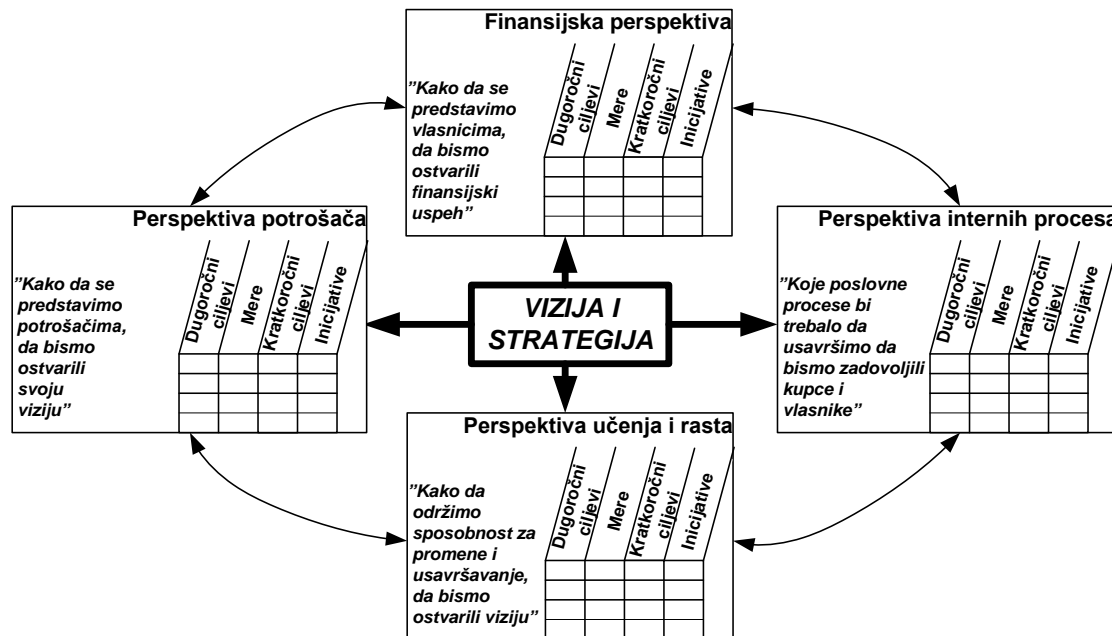 Finansijska perspektiva
”Kako da se
predstavimo
vlasnicima,
da bismo
ostvarili
finansijski
uspeh”
Dugoročni
ciljevi
Mere
Kratkoročni
ciljevi
Inicijative
Perspektiva potrošača
”Kako da se
predstavimo
potrošačima,
da bismo
ostvarili
svoju
viziju”
Dugoročni
ciljevi
Mere
Kratkoročni
ciljevi
Inicijative
VIZIJA I
STRATEGIJA
Perspektiva internih procesa
”Koje poslovne
procese bi
trebalo da
usavršimo da
bismo zadovoljili
kupce i
vlasnike”
Dugoročni
ciljevi
Mere
Kratkoročni
ciljevi
Inicijative
Perspektiva učenja i rasta
”Kako da
održimo
sposobnost za
promene i
usavršavanje,
da bismo
ostvarili viziju”
Dugoročni
ciljevi
Mere
Kratkoročni
ciljevi
Inicijative